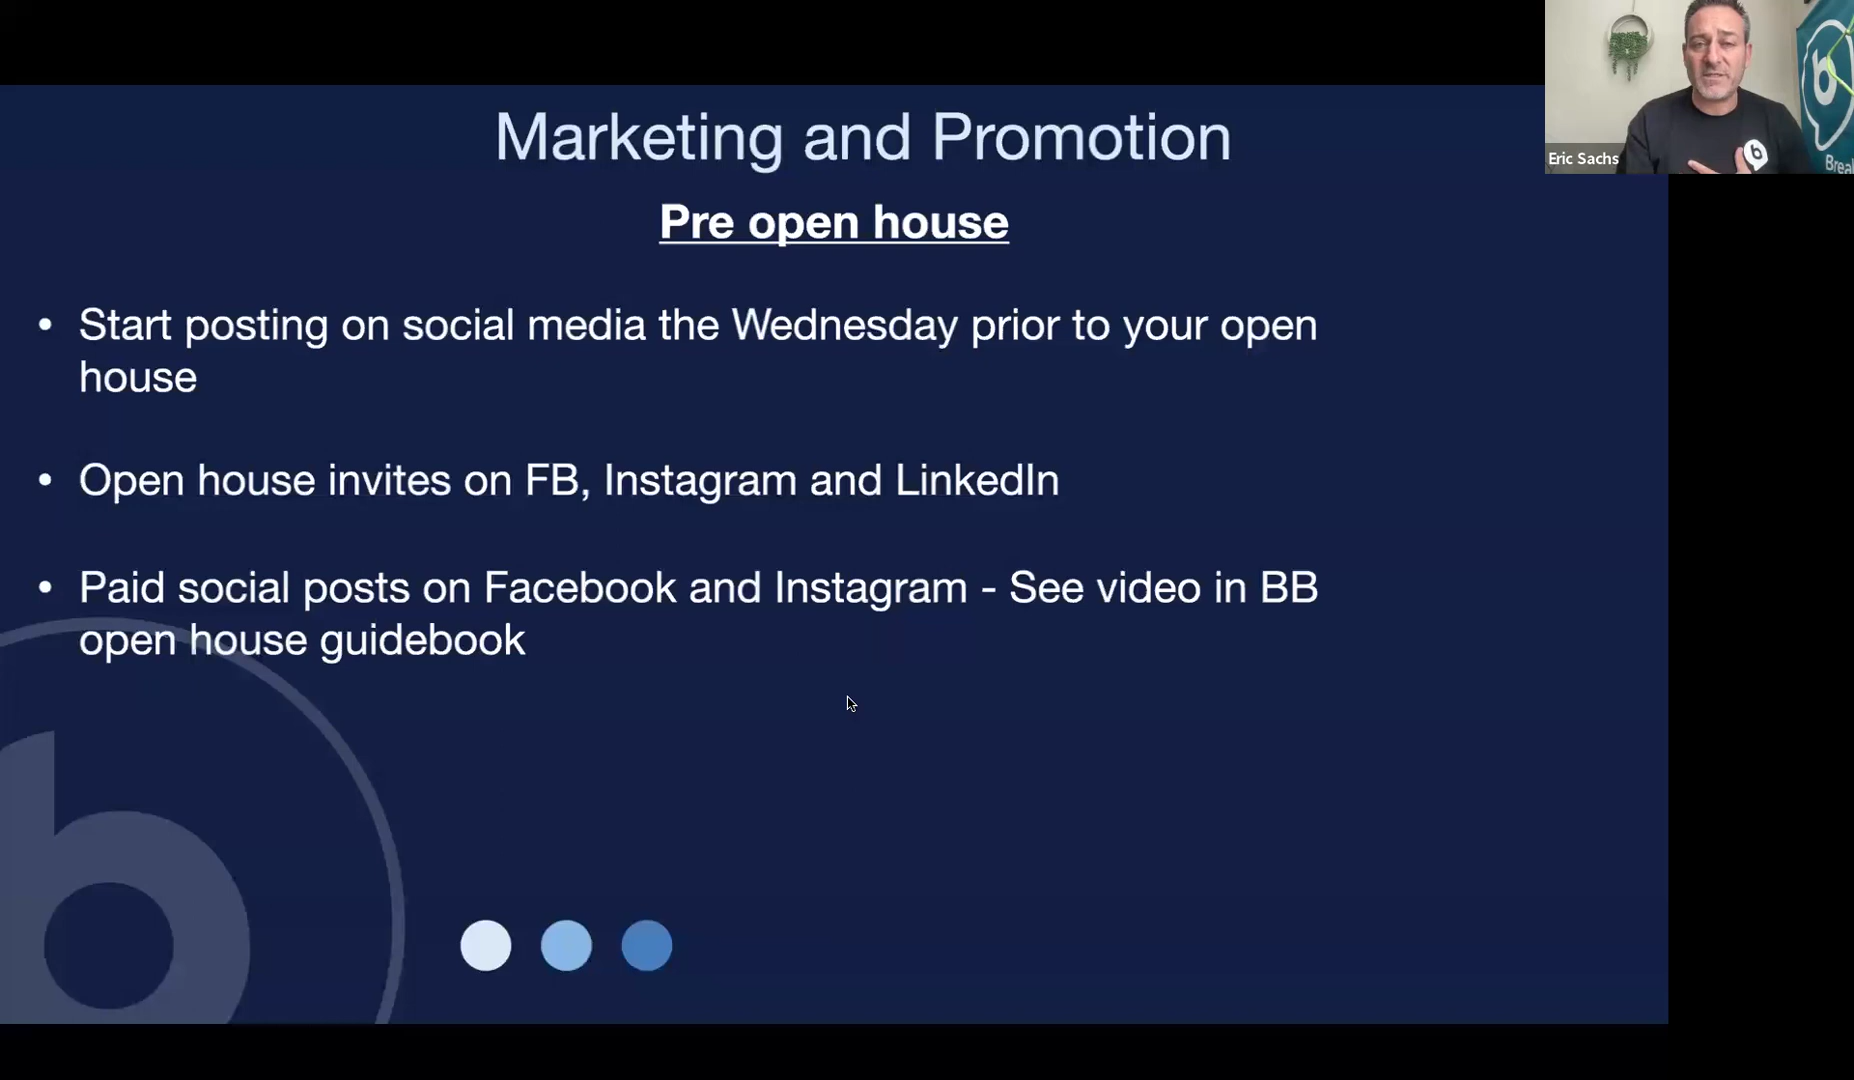 Marketing and Promotion
Pre open house
• Start posting on social media the Wednesday prior to your open
house
• Open house invites on FB, Instagram and LinkedIn
• Paid social posts on Facebook and Instagram - See video in BB
open house guidebook
Eric Sachs
b
b
Brea
b